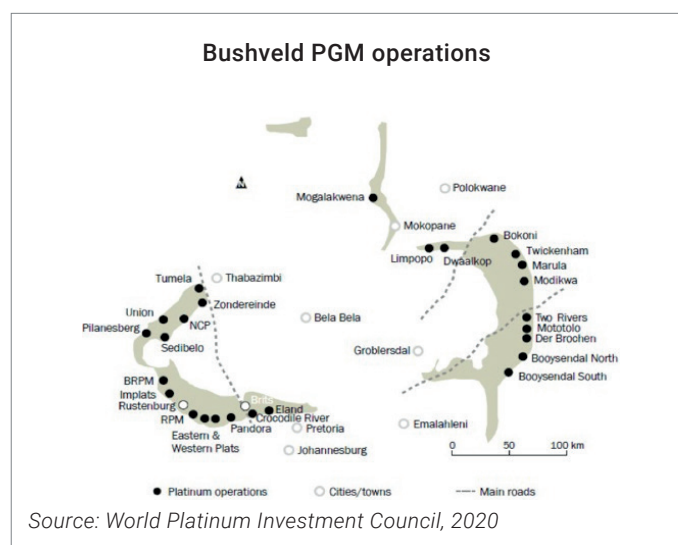 Bushveld PGM operations
N
Polokwane
Mogalakwena
Mokopane
Bokoni
Limpopo
Dwaalkop
Twickenham
Marula
Modikwa
Tumela
Thabazimbi
Zondereinde
Union
NCP
Pilanesberg
Sedibelo
Bela Bela
Two Rivers
Mototolo
Der Brochen
Groblersdal
Booysendal North
Booysendal South
BRPM
Implats
Rustenburg
Brits
Eland
RPM
Crocodile River
Eastern &
Western Plats
Pandora
Pretoria
Johannesburg
Emalahleni
0 50 100 km
Platinum operations
Cities/towns
Main roads
Source: World Platinum Investment Council, 2020